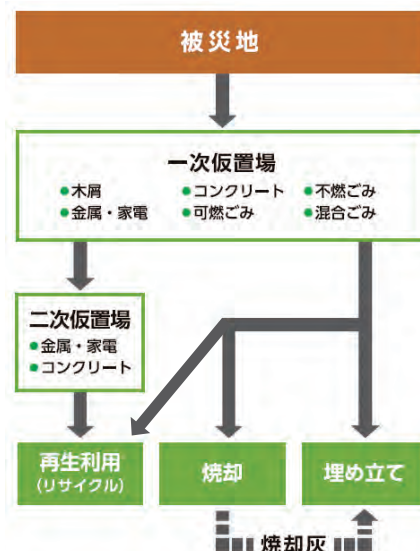 被災地
一次仮置場
●木屑 ●コンクリート ●不燃ごみ
●金属・家電 ●可燃ごみ ●混合ごみ
二次仮置場
●金属・家電
●コンクリート
再生利用
(リサイクル)
焼却
埋め立て
焼却灰